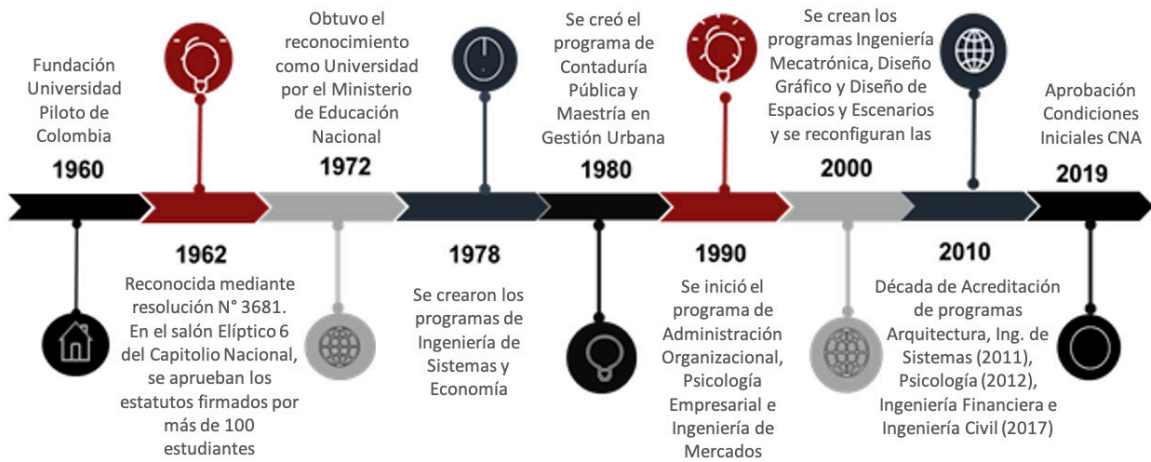 Fundación
Universidad
Piloto de
Colombia
1960
1962
Reconocida mediante
resolución N° 3681.
En el salón Elíptico 6
del Capitolio Nacional,
se aprueban los
estatutos firmados por
más de 100
estudiantes
Obtuvo el
reconocimiento
como Universidad
por el Ministerio
de Educación
Nacional
1972
1978
Se crearon los
programas de
Ingeniería de
Sistemas y
Economía
Se creó el
programa de
Contaduría
Pública y
Maestría en
Gestión Urbana
1980
1990
Se inició el
programa de
Administración
Organizacional,
Psicología
Empresarial e
Ingeniería de
Mercados
Se crean los
programas Ingeniería
Mecatrónica, Diseño
Gráfico y Diseño de
Espacios y Escenarios
y se reconfiguran las
2000
2010
Década de Acreditación
de programas
Arquitectura, Ing. de
Sistemas (2011),
Psicología (2012),
Ingeniería Financiera e
Ingeniería Civil (2017)
Aprobación
Condiciones
Iniciales CNA
2019